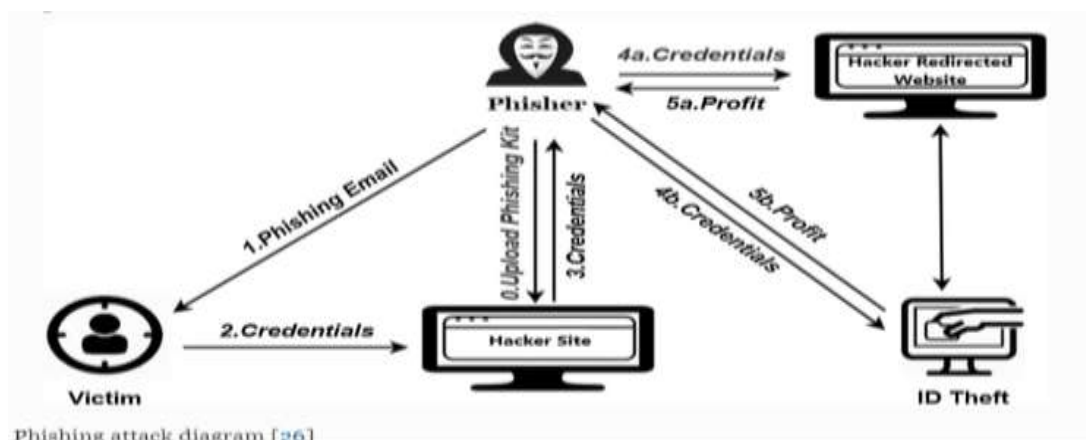 4a.Credentials
Hacker Redirected
Website
Phisher
5a.Profit
0.Upload Phishing Kit
3.Credentials
1.Phishing Email
5b.Profit
4b.Credentials
2.Credentials
Hacker Site
Victim
ID Theft
Phishing attack diagram [26]